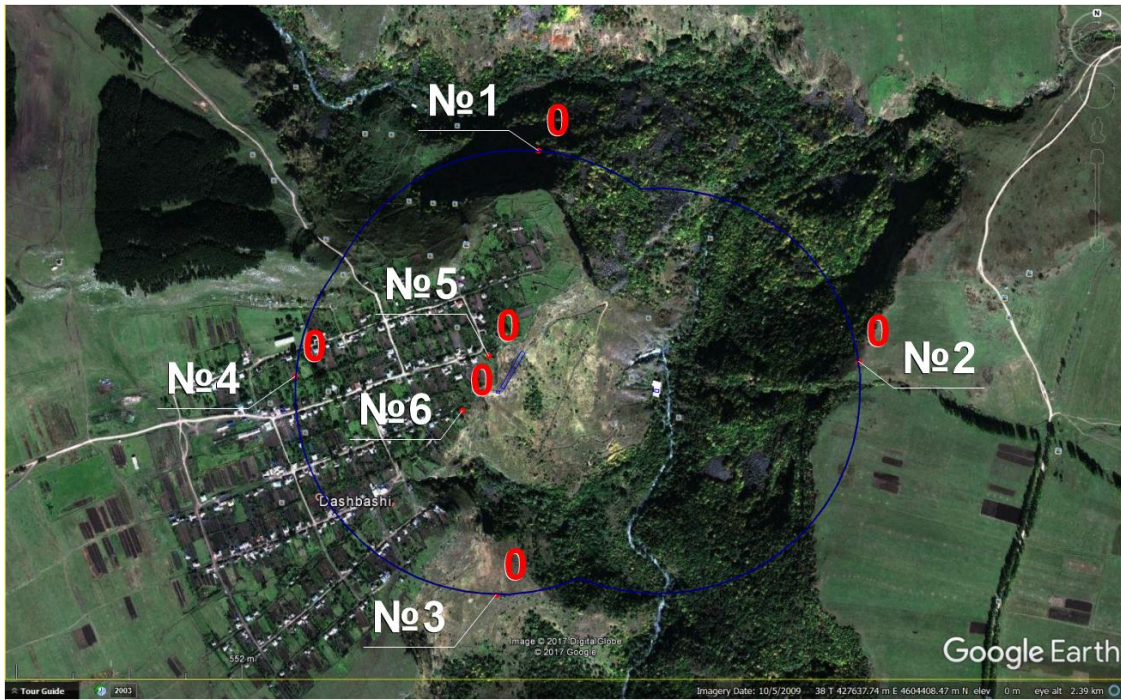 N
№1
0
№5
0
0
0
№2
№4
0
№6
Dashbashi
0
№3
Image © 2017 DigitalGlobe
© 2017 Google
552 m
Google Earth
Tour Guide
2003
Imagery Date: 10/5/2009 38 T 427637.74 m E 4604408.47 m N elev 0 m eye alt 2.39 km